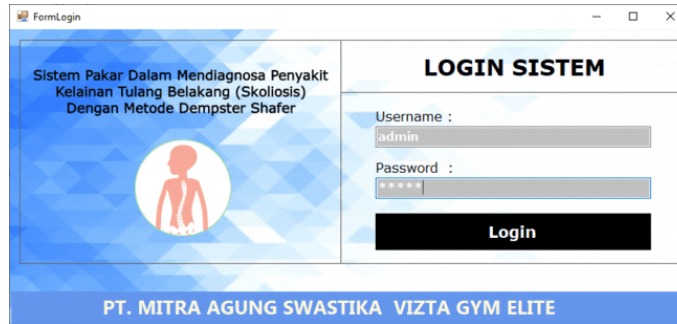 FormLogin
Sistem Pakar Dalam Mendiagnosa Penyakit
Kelainan Tulang Belakang (Skoliosis)
Dengan Metode Dempster Shafer
LOGIN SISTEM
Username :
admin
Password :
*****
Login
PT. MITRA AGUNG SWASTIKA VIZTA GYM ELITE